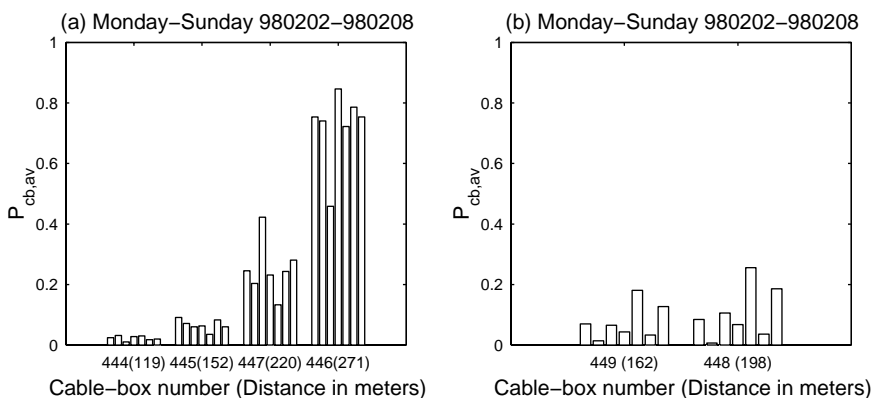 (a) Monday−Sunday 980202−980208
1
0.8
0.6
0.4
0.2
0
P_cb,av
444(119) 445(152) 447(220) 446(271)
Cable−box number (Distance in meters)
(b) Monday−Sunday 980202−980208
1
0.8
0.6
0.4
0.2
0
P_cb,av
449 (162) 448 (198)
Cable−box number (Distance in meters)